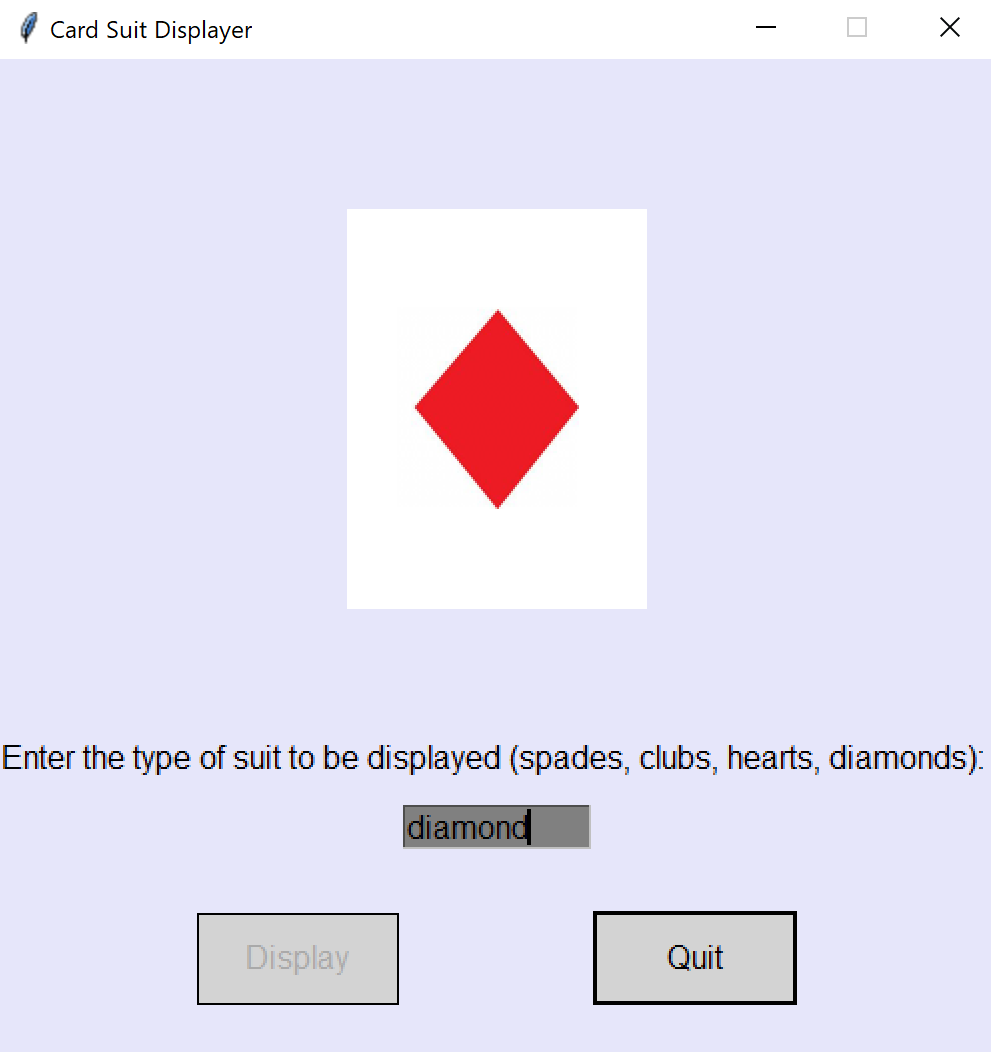 Card Suit Displayer
Enter the type of suit to be displayed (spades, clubs, hearts, diamonds):
diamond
Display
Quit